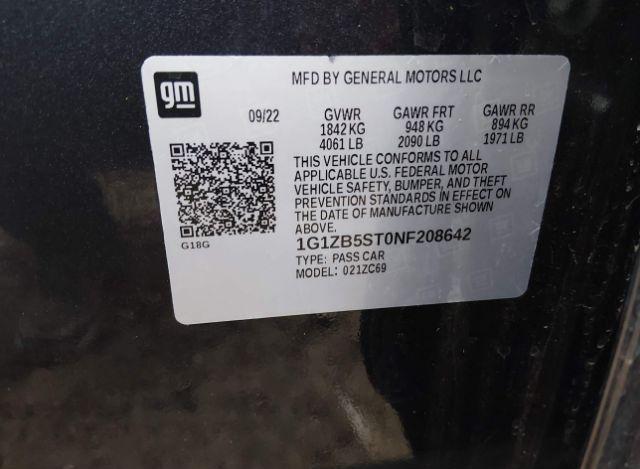 gm
MFD BY GENERAL MOTORS LLC
09/22 GVWR GAWR FRT GAWR RR
1842 KG 948 KG 894 KG
4061 LB 2090 LB 1971 LB
THIS VEHICLE CONFORMS TO ALL
APPLICABLE U.S. FEDERAL MOTOR
VEHICLE SAFETY, BUMPER, AND THEFT
PREVENTION STANDARDS IN EFFECT ON
THE DATE OF MANUFACTURE SHOWN
ABOVE.
G18G
1G1ZB5ST0NF208642
TYPE: PASS CAR
MODEL: 021ZC69